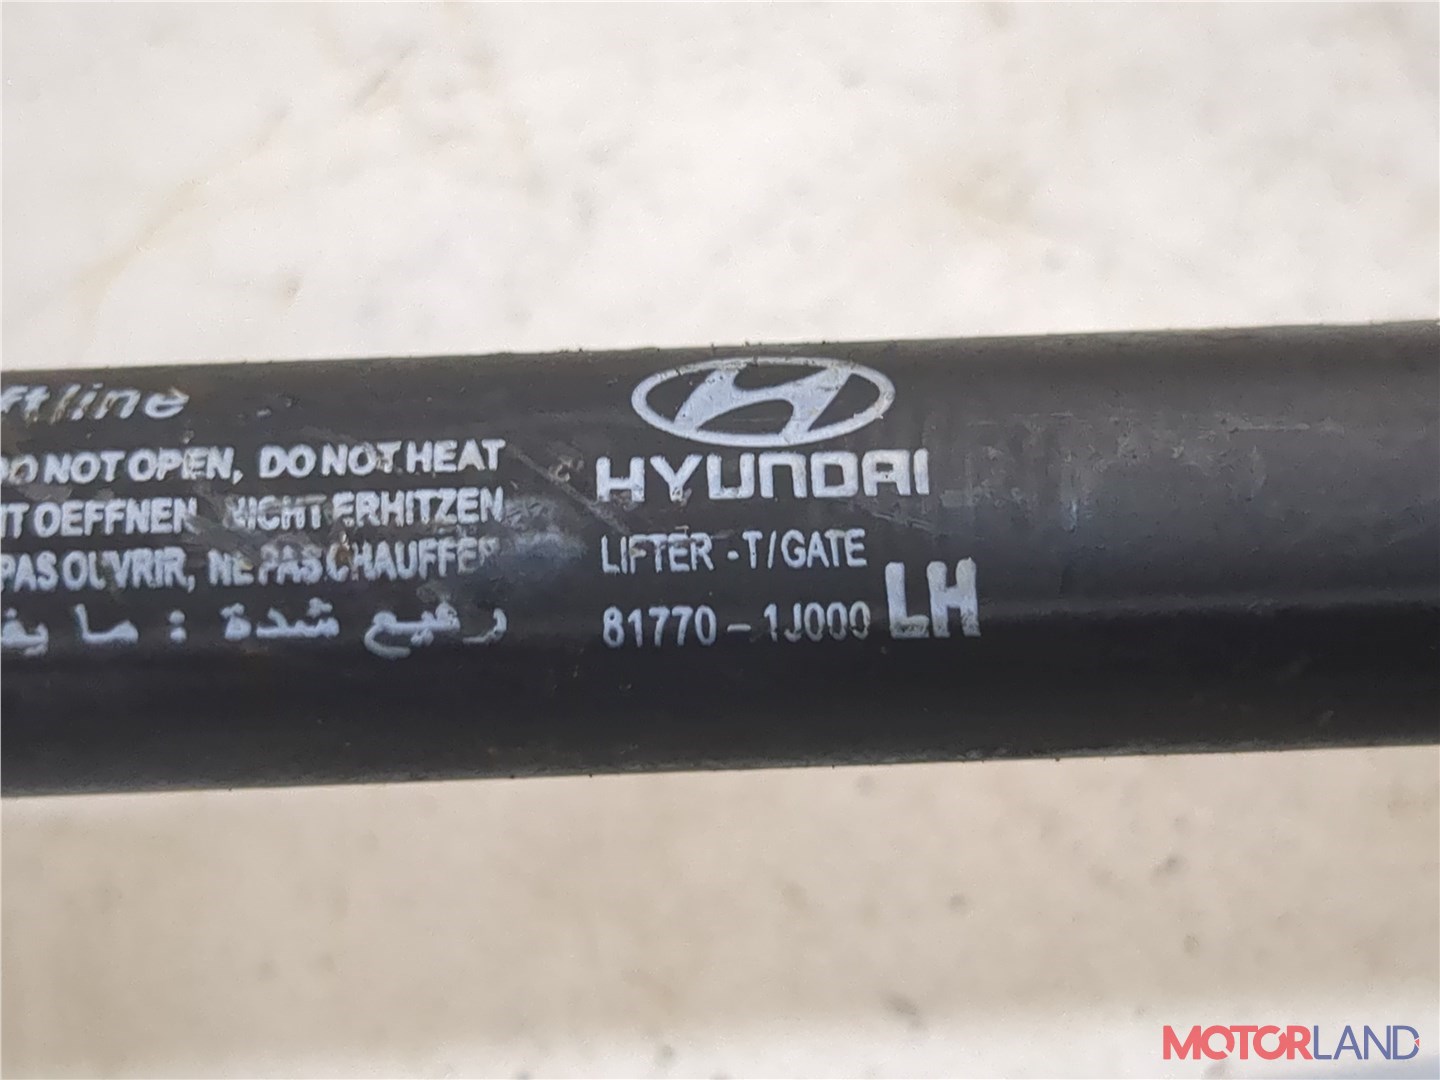 ftline
DO NOT OPEN, DO NOT HEAT
OEFFNEN NICHT ERHITZEN
PAS OUVRIR, NE PAS CHAUFFER
رفيع شدة : ما يف
HYUNDAI
LIFTER - T/GATE
81770 - 1J000 LH
MOTORLAND